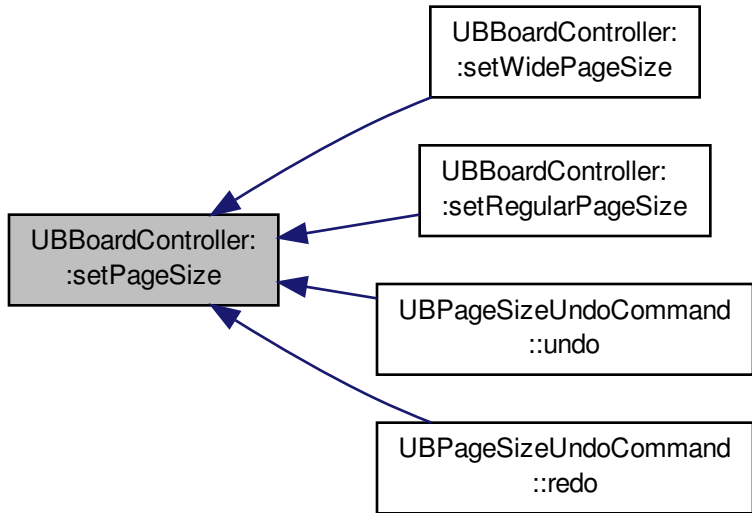 UBBoardController:
:setWidePageSize
UBBoardController:
:setRegularPageSize
UBBoardController:
:setPageSize
UBPageSizeUndoCommand
::undo
UBPageSizeUndoCommand
::redo